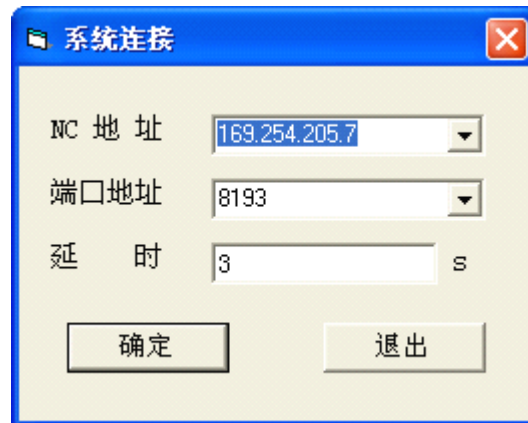 系统连接
NC 地 址 169.254.205.7
端口地址 8193
延 时 3 s
确定 退出